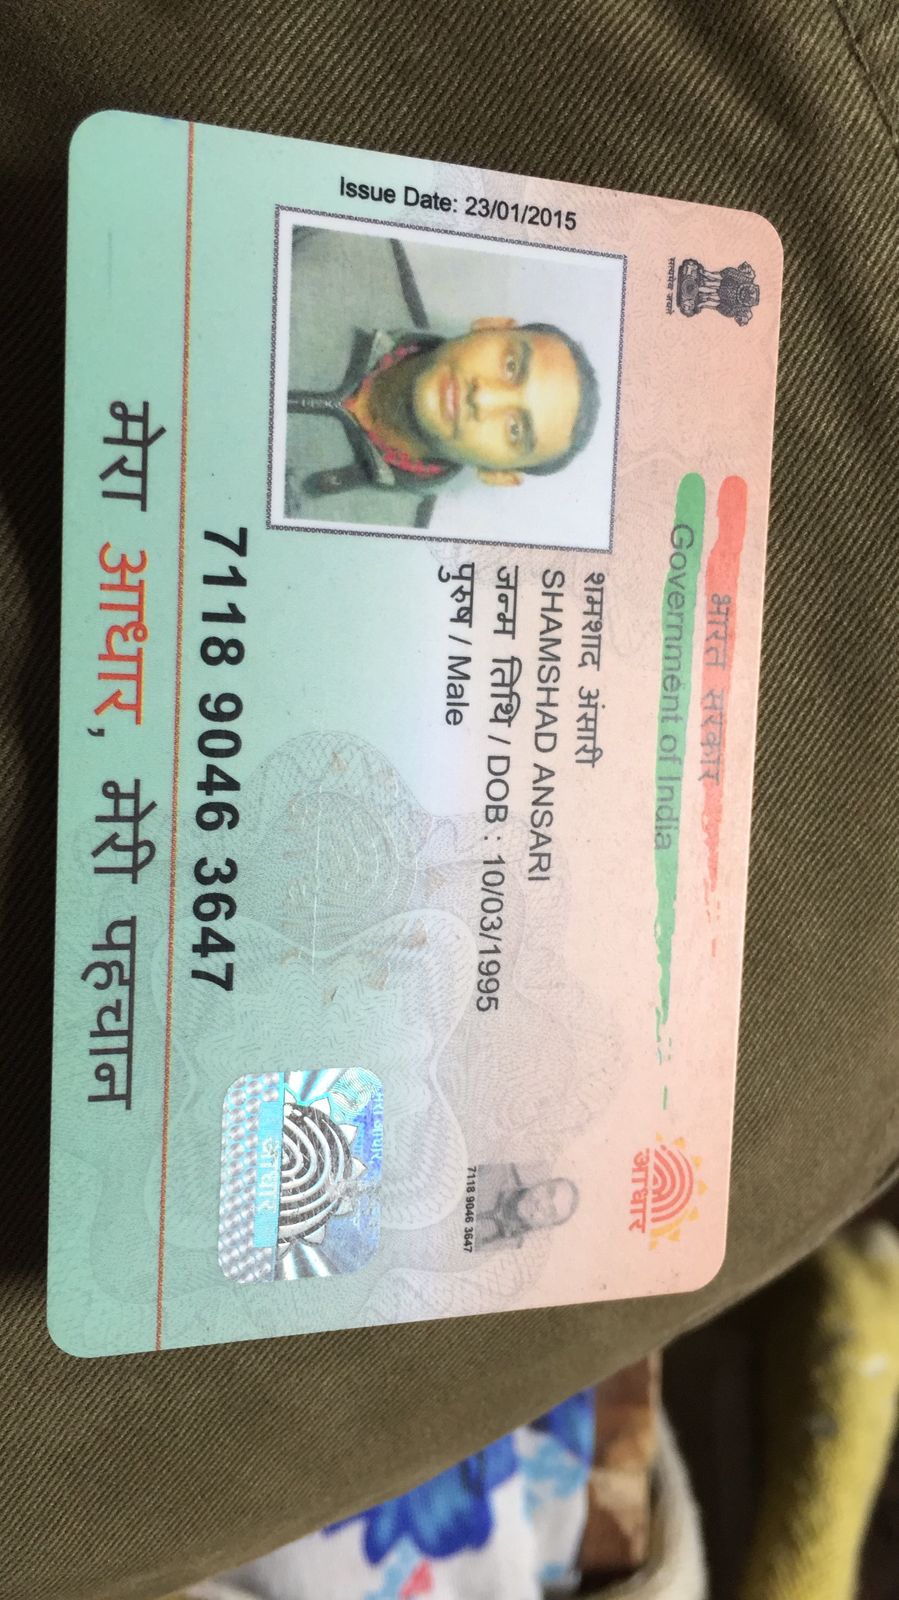 भारत सरकार
Government of India
सत्यमेव जयते
आधार
Issue Date: 23/01/2015
शमशाद अंसारी
SHAMSHAD ANSARI
जन्म तिथि / DOB : 10/03/1995
पुरुष / Male
7118 9046 3647
7118 9046 3647
आधार
मेरा आधार, मेरी पहचान